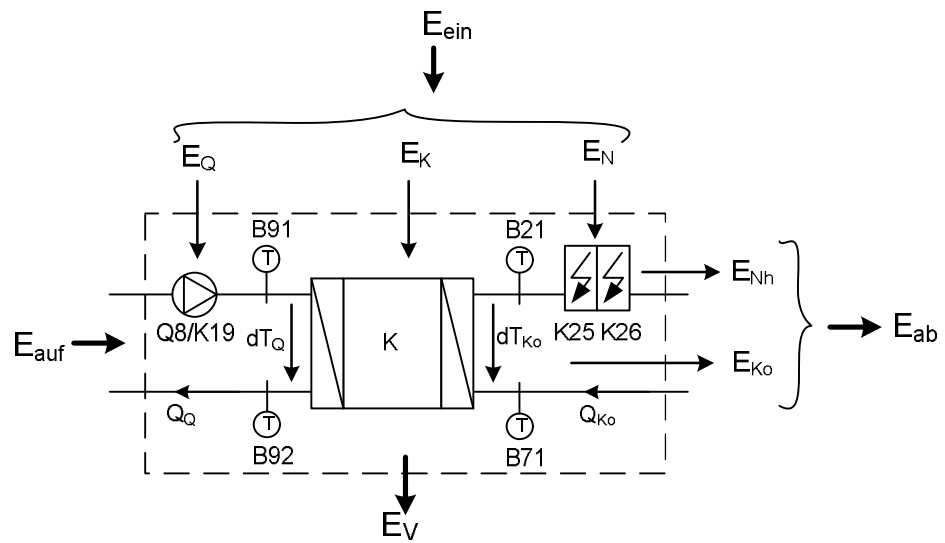 E_ein
E_Q E_K E_N
B91 B21
T T
E_Nh
Q8/K19 K25 K26
dT_Q K dT_Ko
E_auf E_ab
E_Ko
Q_Q Q_Ko
T T
B92 B71
E_V